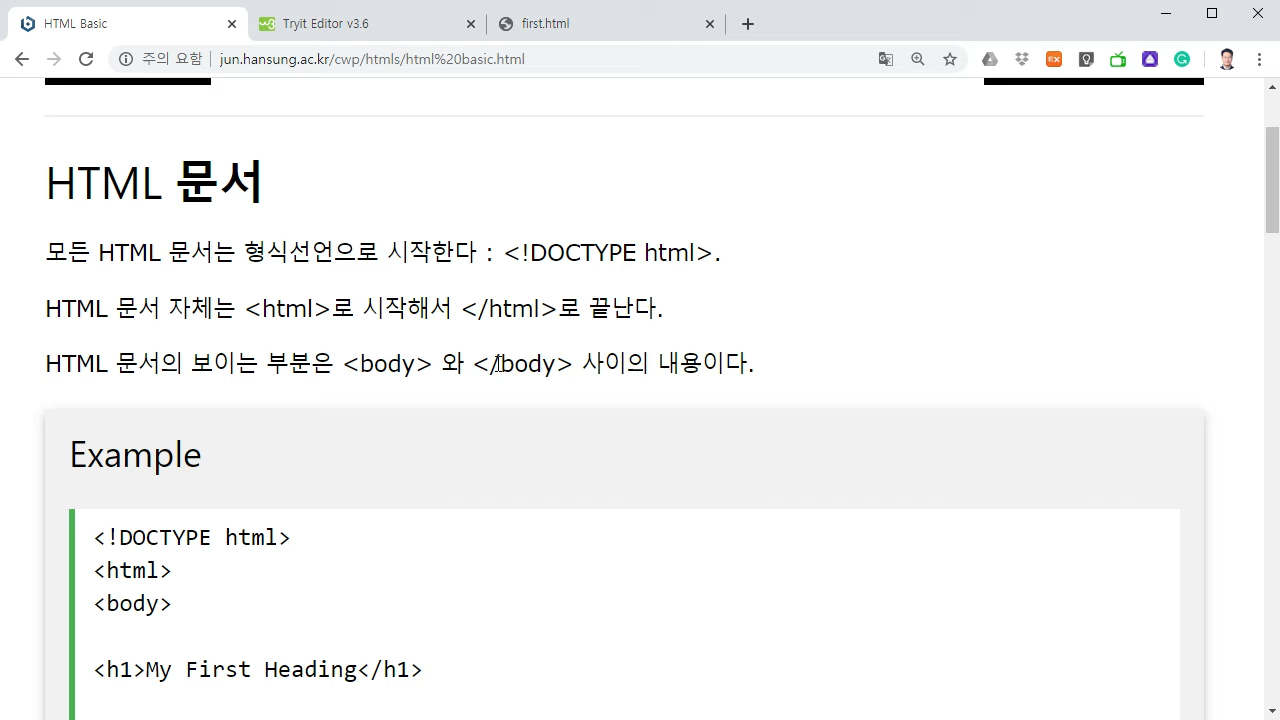 HTML Basic
Tryit Editor v3.6
first.html
주의 요함
jun.hansung.ac.kr/cwp/htmls/html%20basic.html
HTML 문서
모든 HTML 문서는 형식선언으로 시작한다 : <!DOCTYPE html>.
HTML 문서 자체는 <html>로 시작해서 </html>로 끝난다.
HTML 문서의 보이는 부분은 <body> 와 </body> 사이의 내용이다.
Example
<!DOCTYPE html>
<html>
<body>
<h1>My First Heading</h1>